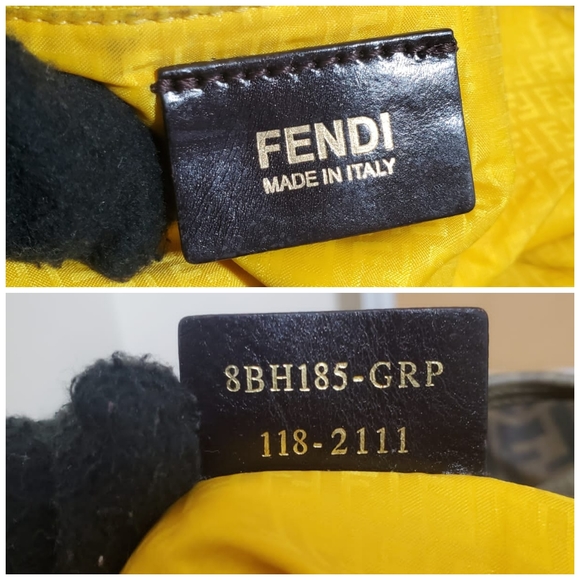 FENDI
MADE IN ITALY
8BH185-GRP
118-2111